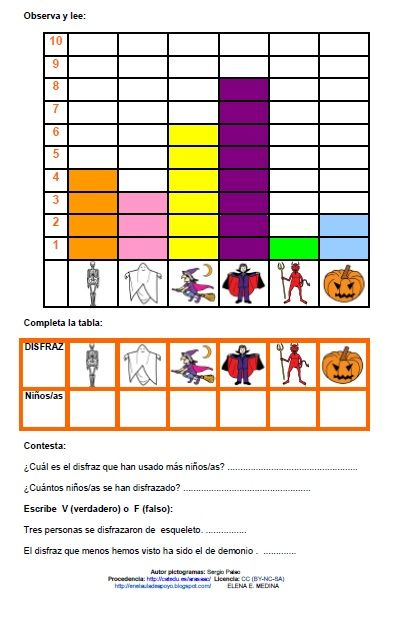 Observa y lee:
10
9
8
7
6
5
4
3
2
1
Completa la tabla:
DISFRAZ
Niños/as
Contesta:
¿Cuál es el disfraz que han usado más niños/as? ....................................................
¿Cuántos niños/as se han disfrazado? ...................................................
Escribe V (verdadero) o F (falso):
Tres personas se disfrazaron de esqueleto. ................
El disfraz que menos hemos visto ha sido el de demonio . .............
Autor pictogramas: Sergio Palao
Procedencia: http://catedu.es/arasaac/ Licencia: CC (BY-NC-SA)
http://enelauladeapoyo.blogspot.com/ ELENA E. MEDINA